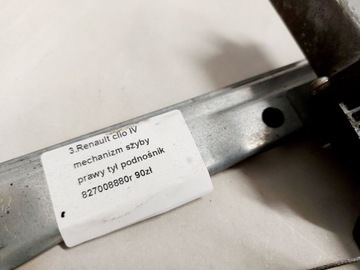 3.Renault clio IV
mechanizm szyby
prawy tył podnośnik
827008880r 90zł